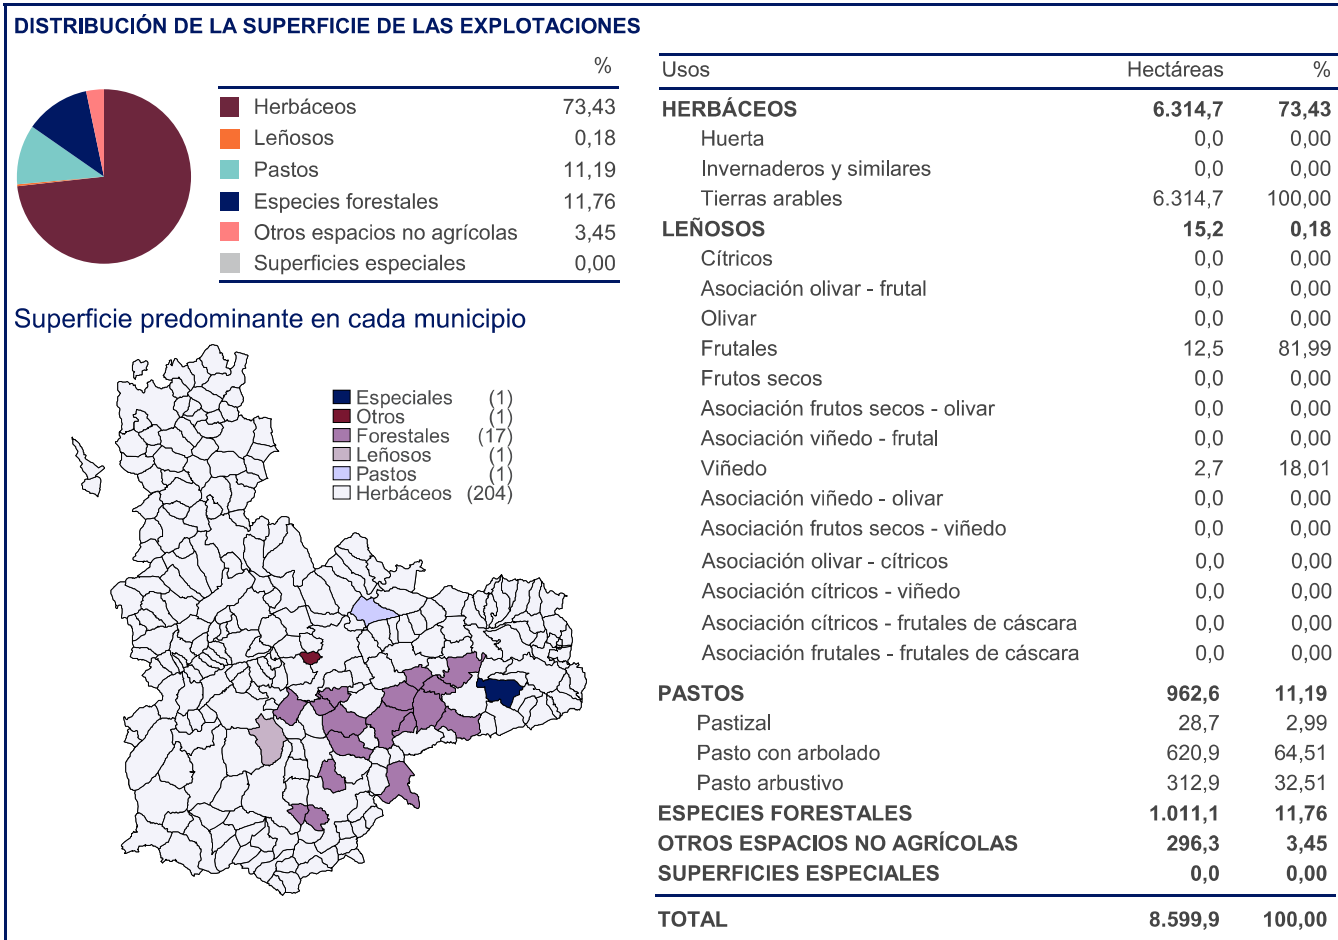 DISTRIBUCIÓN DE LA SUPERFICIE DE LAS EXPLOTACIONES
%
Herbáceos 73,43
Leñosos 0,18
Pastos 11,19
Especies forestales 11,76
Otros espacios no agrícolas 3,45
Superficies especiales 0,00
Superficie predominante en cada municipio
Especiales (1)
Otros (1)
Forestales (17)
Leñosos (1)
Pastos (1)
Herbáceos (204)
Usos Hectáreas %
HERBÁCEOS 6.314,7 73,43
Huerta 0,0 0,00
Invernaderos y similares 0,0 0,00
Tierras arables 6.314,7 100,00
LEÑOSOS 15,2 0,18
Cítricos 0,0 0,00
Asociación olivar - frutal 0,0 0,00
Olivar 0,0 0,00
Frutales 12,5 81,99
Frutos secos 0,0 0,00
Asociación frutos secos - olivar 0,0 0,00
Asociación viñedo - frutal 0,0 0,00
Viñedo 2,7 18,01
Asociación viñedo - olivar 0,0 0,00
Asociación frutos secos - viñedo 0,0 0,00
Asociación olivar - cítricos 0,0 0,00
Asociación cítricos - viñedo 0,0 0,00
Asociación cítricos - frutales de cáscara 0,0 0,00
Asociación frutales - frutales de cáscara 0,0 0,00
PASTOS 962,6 11,19
Pastizal 28,7 2,99
Pasto con arbolado 620,9 64,51
Pasto arbustivo 312,9 32,51
ESPECIES FORESTALES 1.011,1 11,76
OTROS ESPACIOS NO AGRÍCOLAS 296,3 3,45
SUPERFICIES ESPECIALES 0,0 0,00
TOTAL 8.599,9 100,00